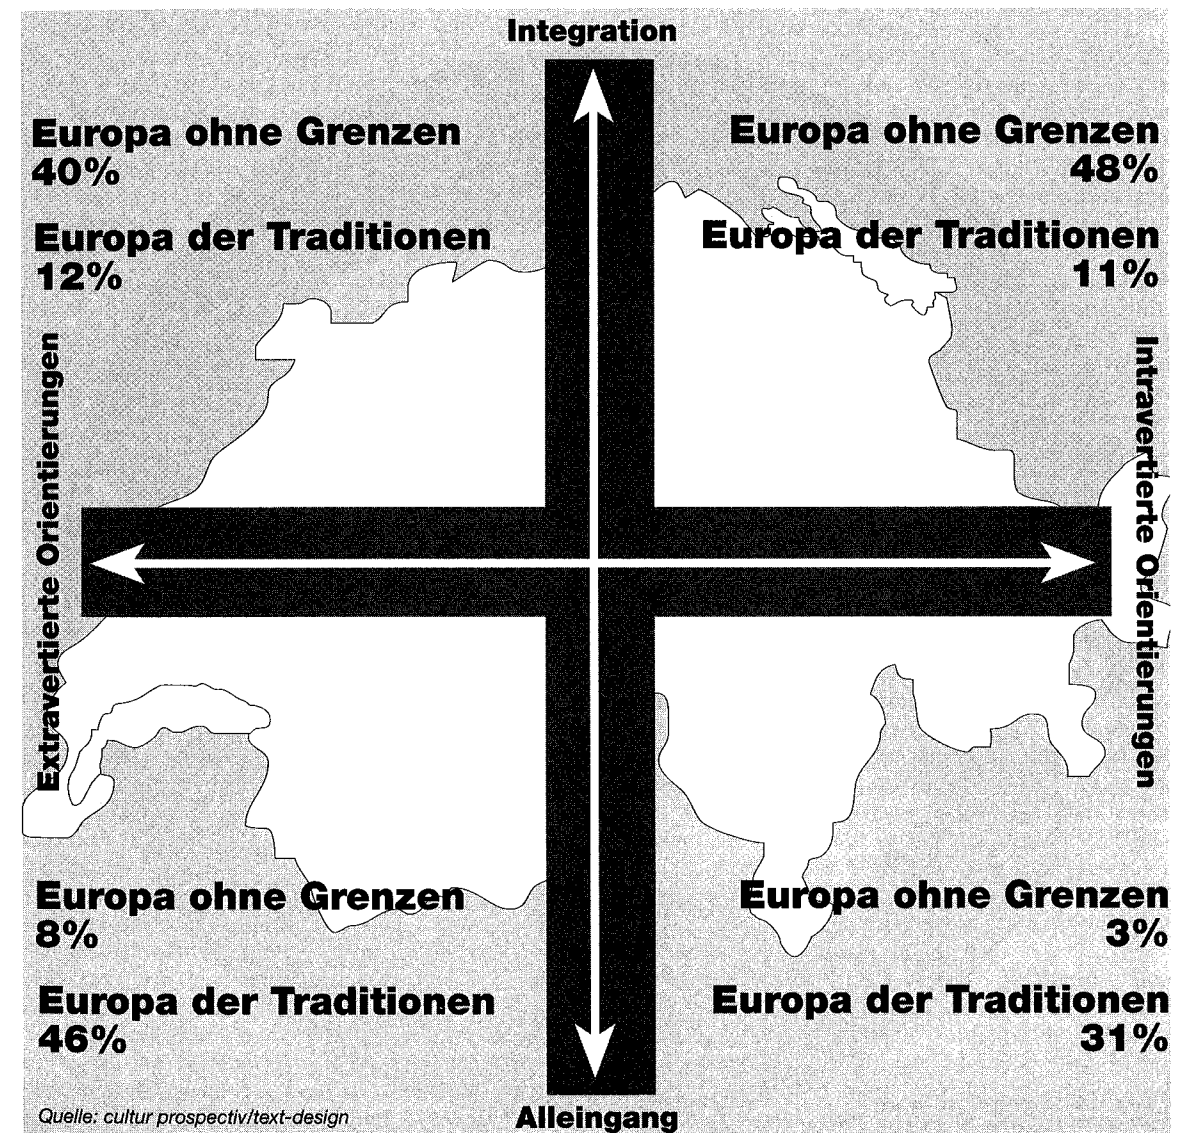 Integration
Europa ohne Grenzen
40%
Europa der Traditionen
12%
Europa ohne Grenzen
48%
Europa der Traditionen
11%
Extravertierte Orientierungen
Intravertierte Orientierungen
Europa ohne Grenzen
8%
Europa der Traditionen
46%
Europa ohne Grenzen
3%
Europa der Traditionen
31%
Quelle: cultur prospectiv/text-design
Alleingang